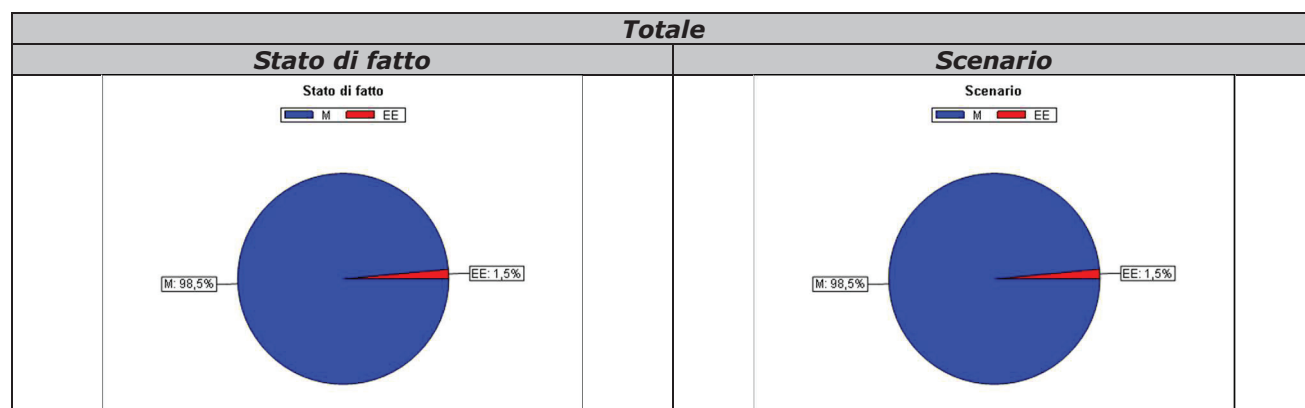 Totale
Stato di fatto
Scenario
Stato di fatto
M EE
M: 98,5%
EE: 1,5%
Scenario
M EE
M: 98,5%
EE: 1,5%